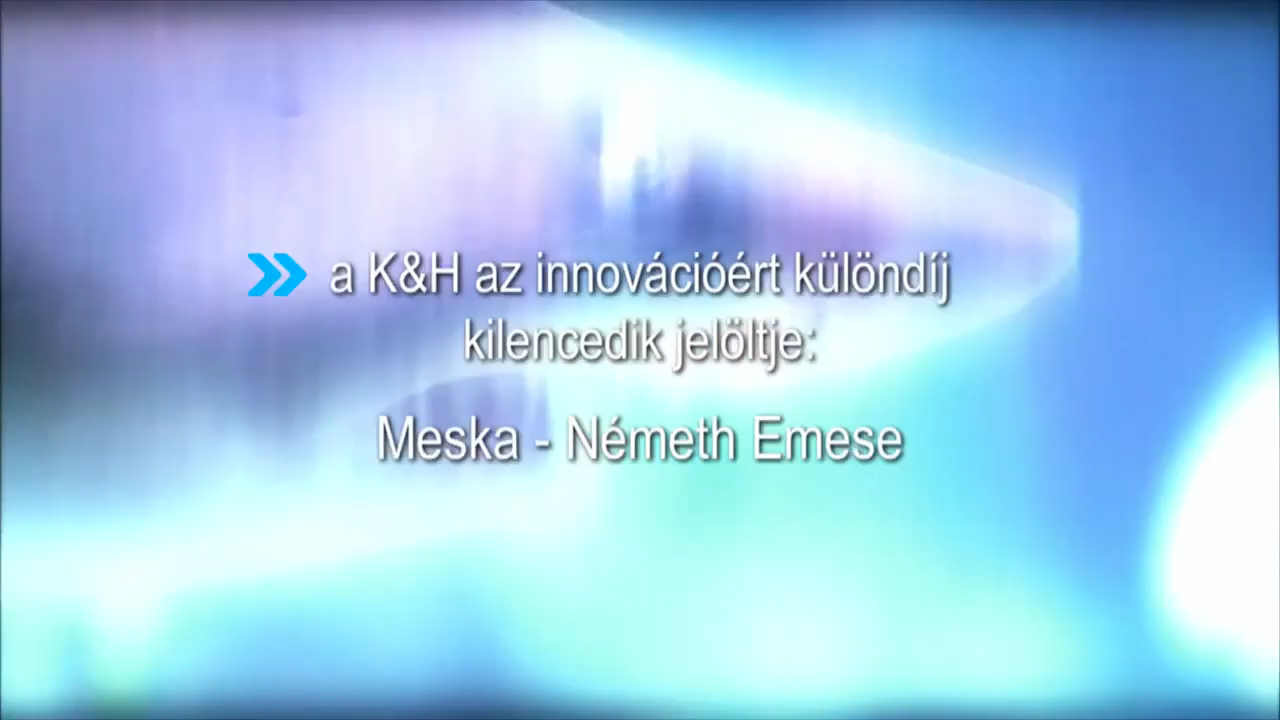 a K&H az innovációért különdíj
kilencedik jelöltje:
Meska - Németh Emese